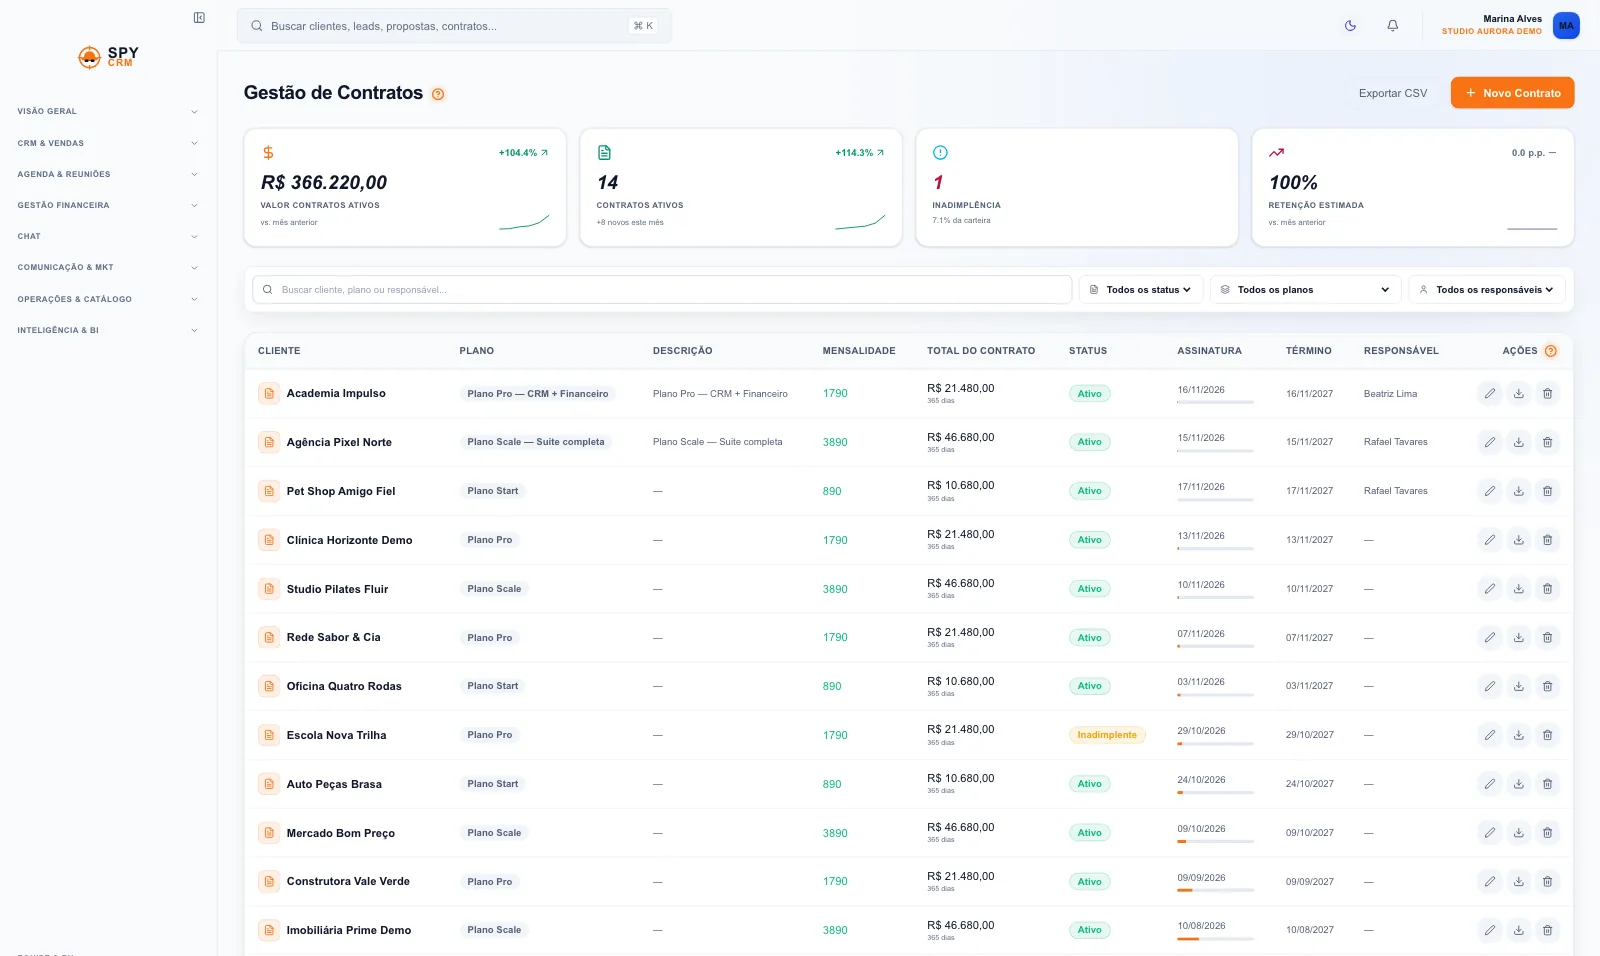 Buscar clientes, leads, propostas, contratos...
⌘ K
Marina Alves
STUDIO AURORA DEMO
MA
SPY
CRM
VISÃO GERAL
CRM & VENDAS
AGENDA & REUNIÕES
GESTÃO FINANCEIRA
CHAT
COMUNICAÇÃO & MKT
OPERAÇÕES & CATÁLOGO
INTELIGÊNCIA & BI
Gestão de Contratos
Exportar CSV
+ Novo Contrato
+104.4%
R$ 366.220,00
VALOR CONTRATOS ATIVOS
vs. mês anterior
+114.3%
14
CONTRATOS ATIVOS
+8 novos este mês
1
INADIMPLÊNCIA
7.1% da carteira
0.0 p.p.
100%
RETENÇÃO ESTIMADA
vs. mês anterior
Buscar cliente, plano ou responsável...
Todos os status
Todos os planos
Todos os responsáveis
CLIENTE PLANO DESCRIÇÃO MENSALIDADE TOTAL DO CONTRATO STATUS ASSINATURA TÉRMINO RESPONSÁVEL AÇÕES
Academia Impulso Plano Pro — CRM + Financeiro Plano Pro — CRM + Financeiro 1790 R$ 21.480,00 Ativo 16/11/2026 16/11/2027 Beatriz Lima
365 dias
Agência Pixel Norte Plano Scale — Suite completa Plano Scale — Suite completa 3890 R$ 46.680,00 Ativo 15/11/2026 15/11/2027 Rafael Tavares
365 dias
Pet Shop Amigo Fiel Plano Start — 890 R$ 10.680,00 Ativo 17/11/2026 17/11/2027 Rafael Tavares
365 dias
Clínica Horizonte Demo Plano Pro — 1790 R$ 21.480,00 Ativo 13/11/2026 13/11/2027 —
365 dias
Studio Pilates Fluir Plano Scale — 3890 R$ 46.680,00 Ativo 10/11/2026 10/11/2027 —
365 dias
Rede Sabor & Cia Plano Pro — 1790 R$ 21.480,00 Ativo 07/11/2026 07/11/2027 —
365 dias
Oficina Quatro Rodas Plano Start — 890 R$ 10.680,00 Ativo 03/11/2026 03/11/2027 —
365 dias
Escola Nova Trilha Plano Pro — 1790 R$ 21.480,00 Inadimplente 29/10/2026 29/10/2027 —
365 dias
Auto Peças Brasa Plano Start — 890 R$ 10.680,00 Ativo 24/10/2026 24/10/2027 —
365 dias
Mercado Bom Preço Plano Scale — 3890 R$ 46.680,00 Ativo 09/10/2026 09/10/2027 —
365 dias
Construtora Vale Verde Plano Pro — 1790 R$ 21.480,00 Ativo 09/09/2026 09/09/2027 —
365 dias
Imobiliária Prime Demo Plano Scale — 3890 R$ 46.680,00 Ativo 10/08/2026 10/08/2027 —
365 dias